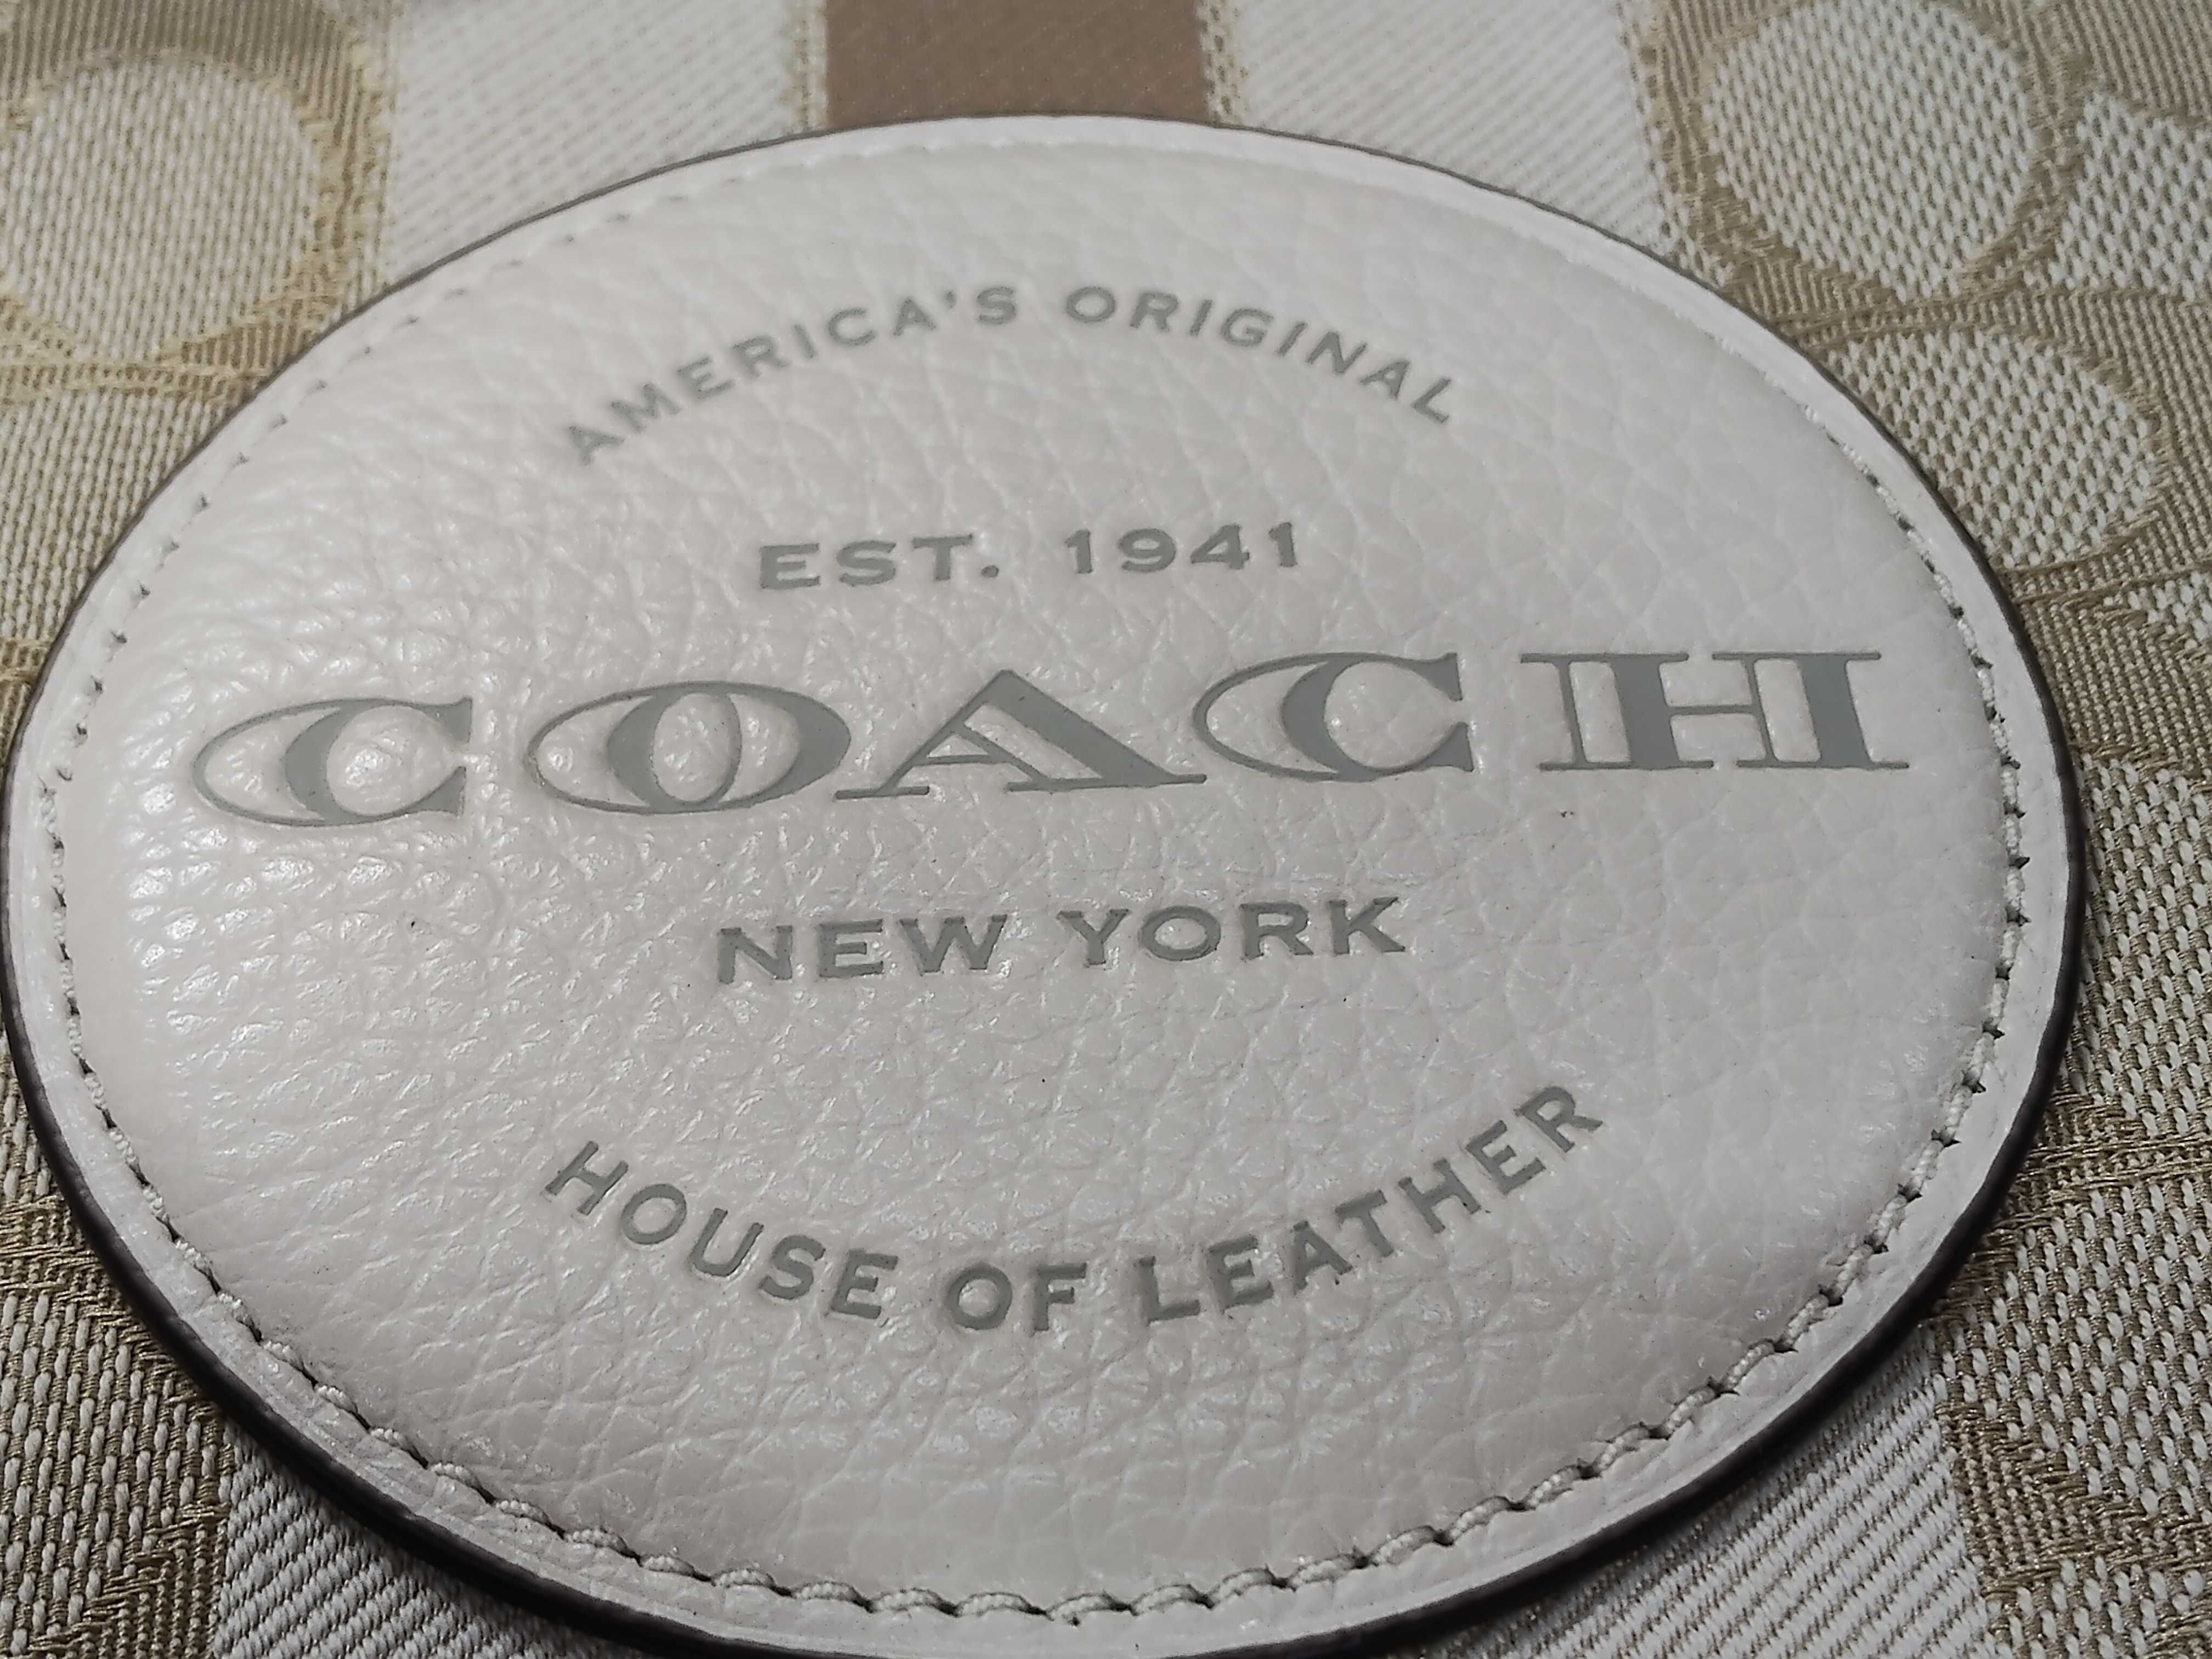 AMERICA'S ORIGINAL
EST. 1941
COACH
NEW YORK
HOUSE OF LEATHER